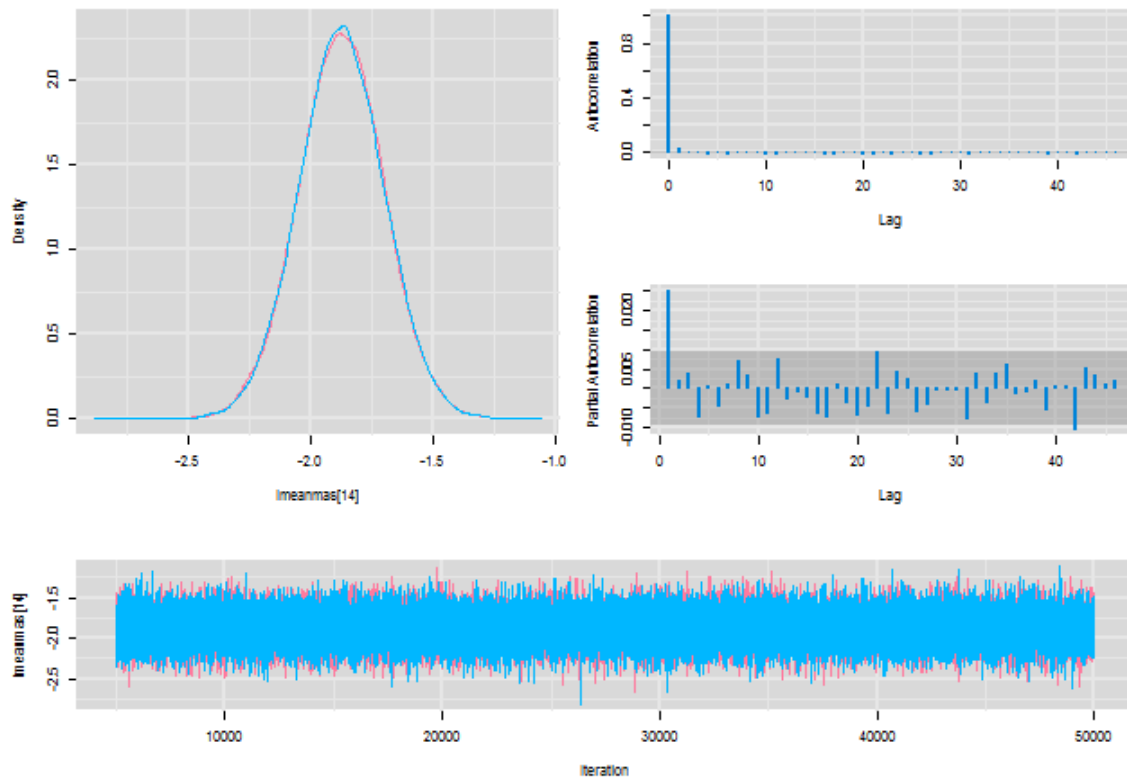 Density
2.0
1.5
1.0
0.5
0.0
-2.5 -2.0 -1.5 -1.0
lmeanmas[14]
Autocorrelation
0.8
0.4
0.0
0 10 20 30 40
Lag
Partial Autocorrelation
0.020
0.005
-0.010
0 10 20 30 40
Lag
lmeanmas[14]
-1.5
-2.0
-2.5
10000 20000 30000 40000 50000
Iteration